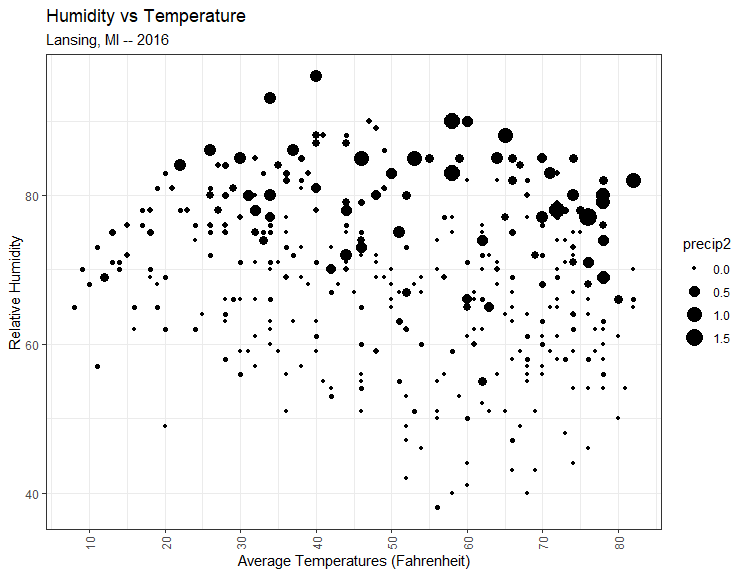 Humidity vs Temperature
Lansing, MI -- 2016
Relative Humidity
80
60
40
10 20 30 40 50 60 70 80
Average Temperatures (Fahrenheit)
precip2
0.0
0.5
1.0
1.5